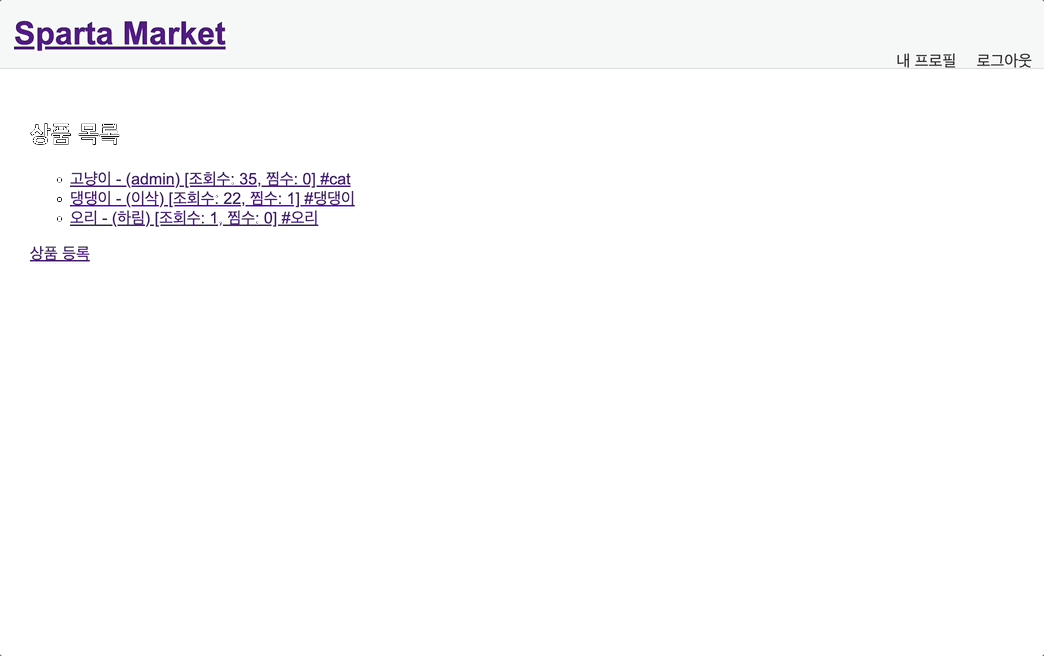 Sparta Market
내 프로필 로그아웃
상품 목록
고냥이 - (admin) [조회수: 35, 찜수: 0] #cat
댕댕이 - (이삭) [조회수: 22, 찜수: 1] #댕댕이
오리 - (하림) [조회수: 1, 찜수: 0] #오리
상품 등록